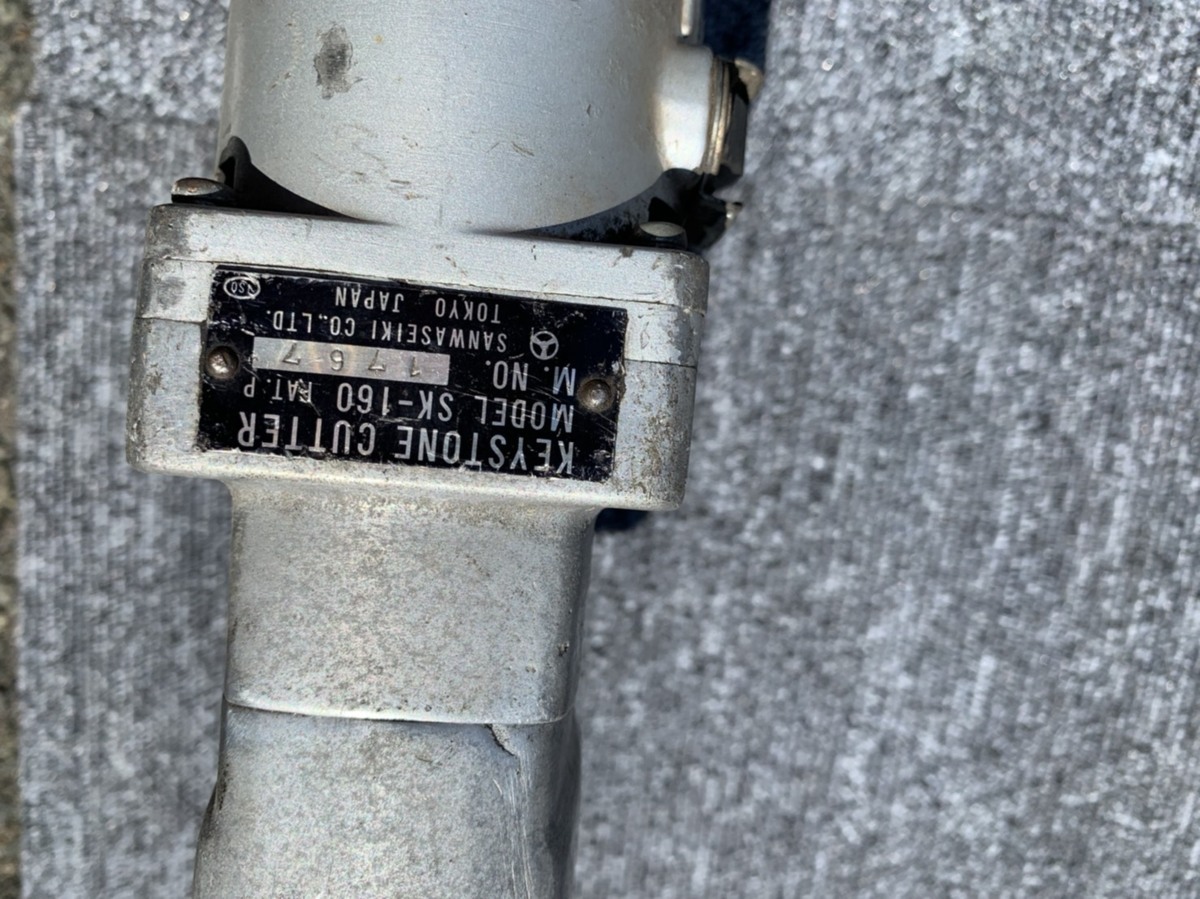 KEYSTONE CUTTER
MODEL SK-160 PAT.P
M. NO. 1767
SANWASEIKI CO.,LTD.
TOKYO JAPAN